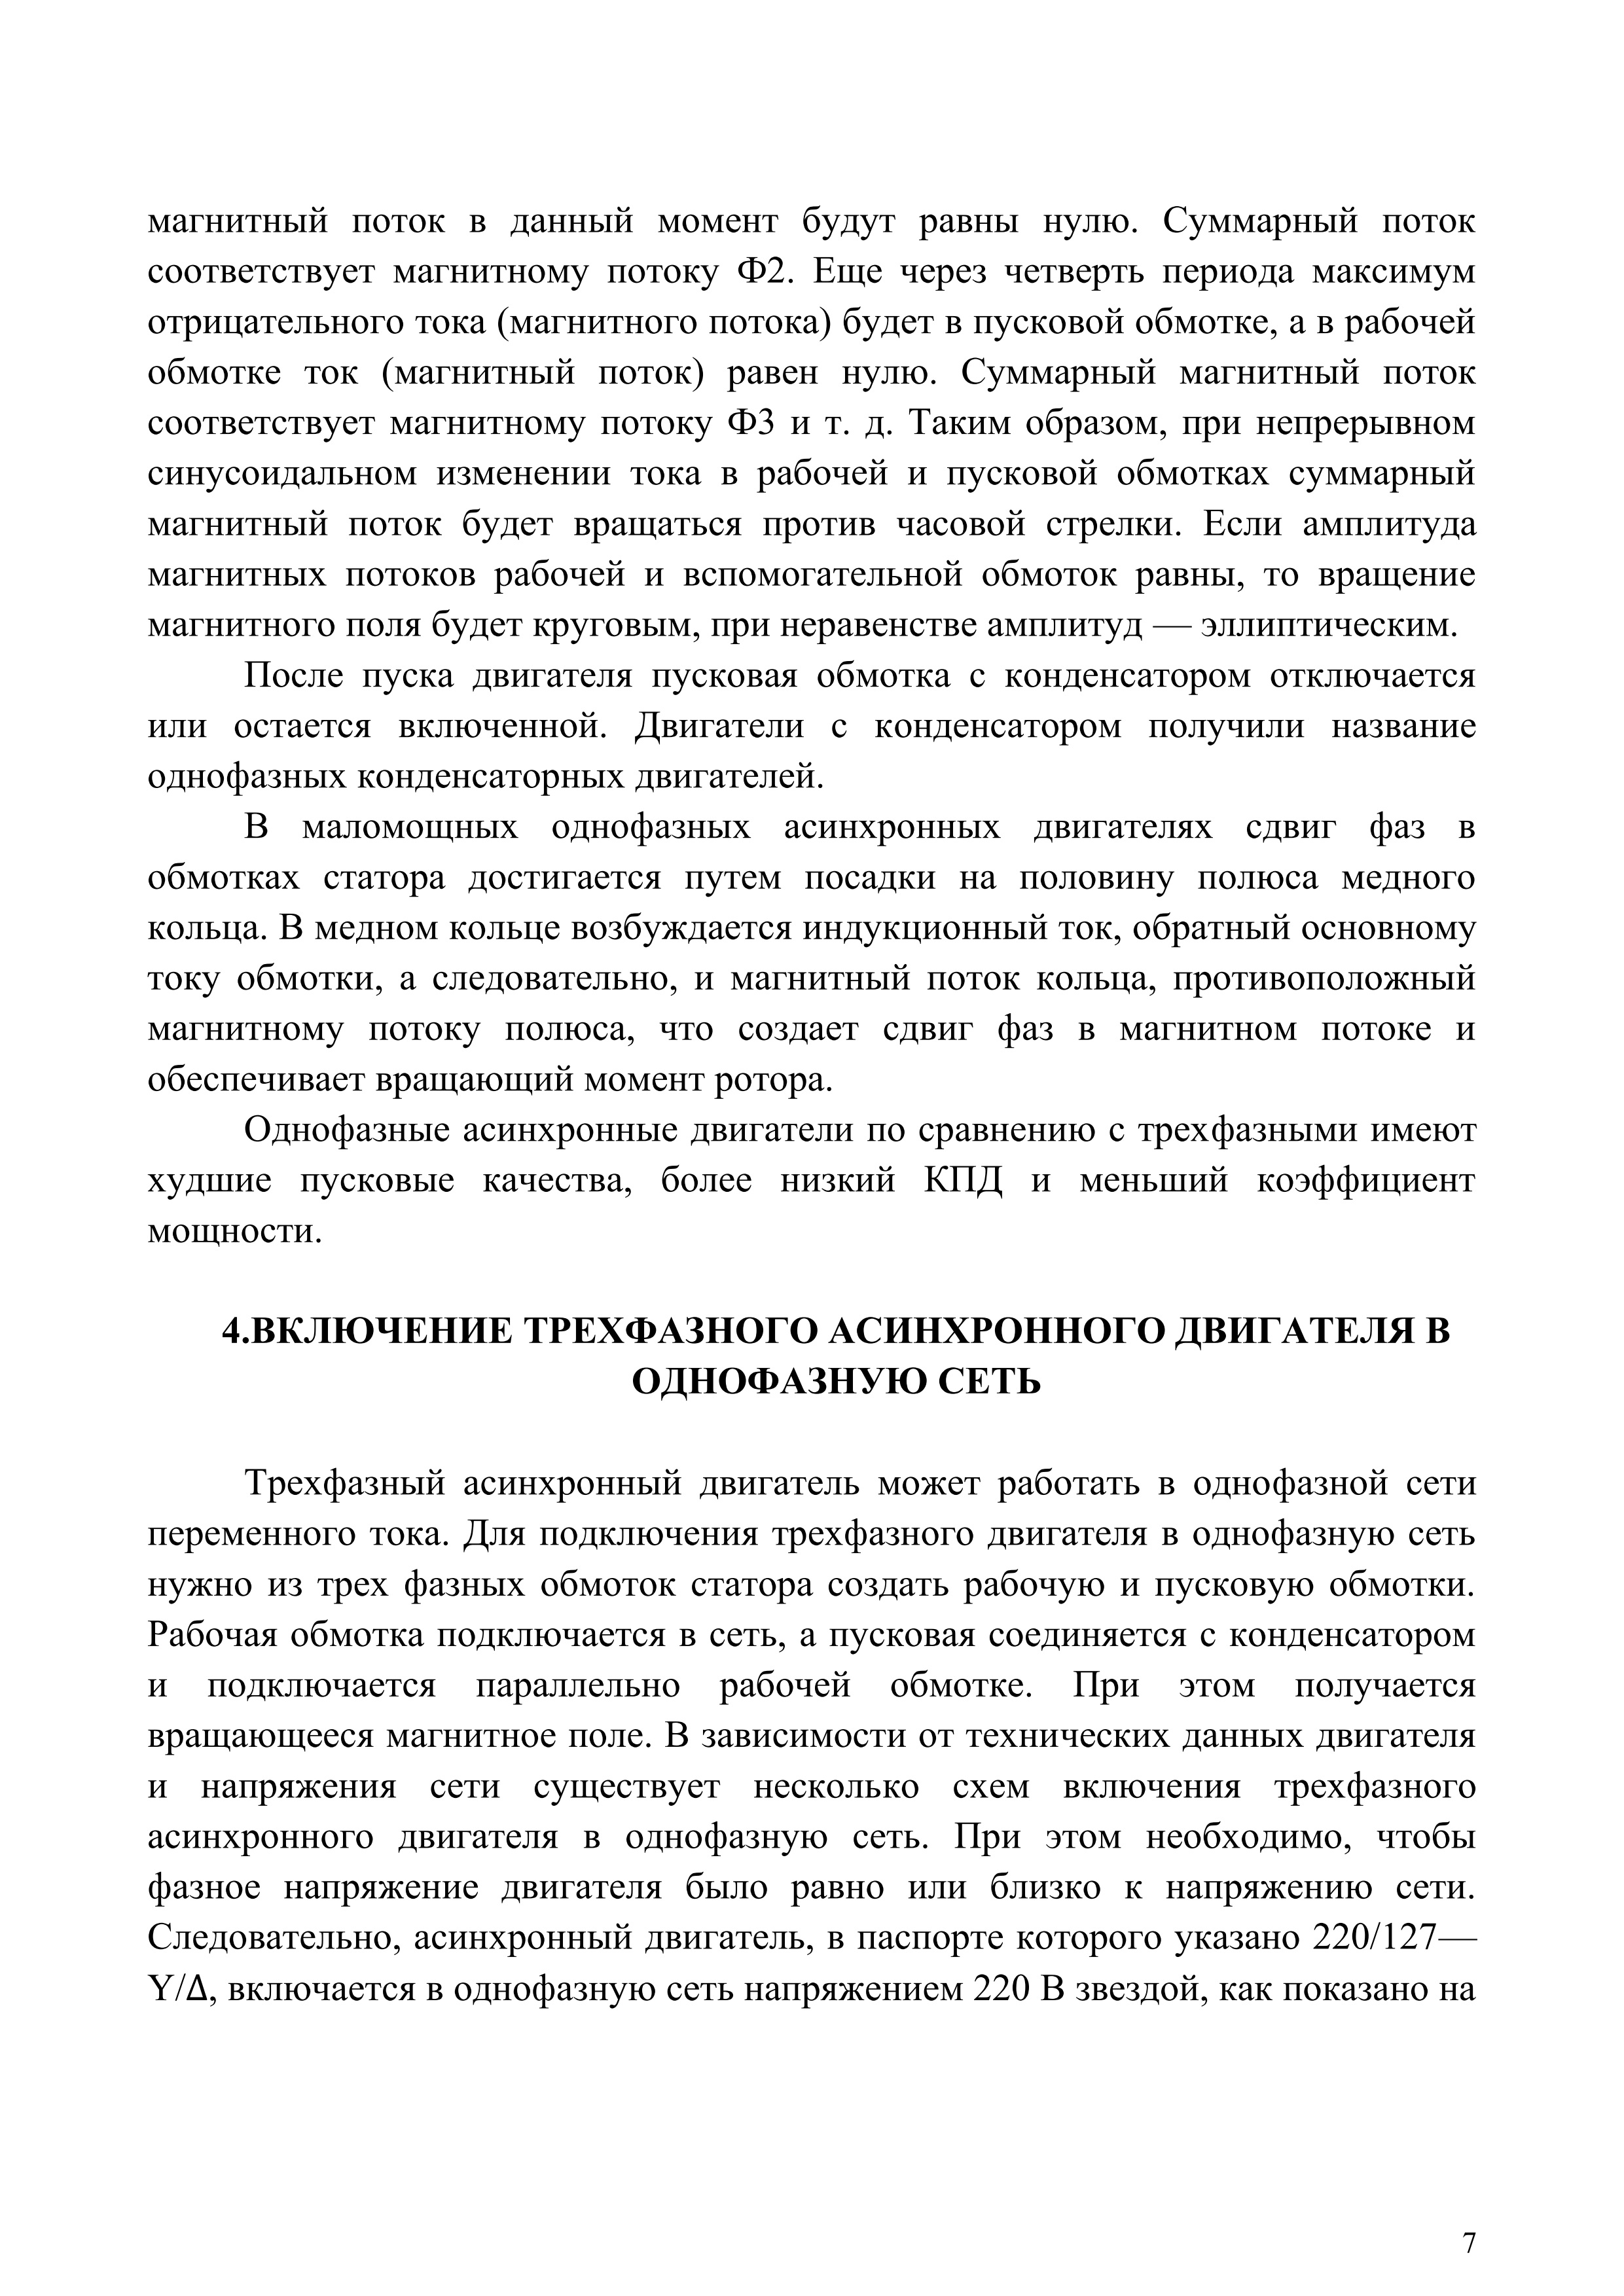 магнитный поток в данный момент будут равны нулю. Суммарный поток
соответствует магнитному потоку Ф2. Еще через четверть периода максимум
отрицательного тока (магнитного потока) будет в пусковой обмотке, а в рабочей
обмотке ток (магнитный поток) равен нулю. Суммарный магнитный поток
соответствует магнитному потоку Ф3 и т. д. Таким образом, при непрерывном
синусоидальном изменении тока в рабочей и пусковой обмотках суммарный
магнитный поток будет вращаться против часовой стрелки. Если амплитуда
магнитных потоков рабочей и вспомогательной обмоток равны, то вращение
магнитного поля будет круговым, при неравенстве амплитуд — эллиптическим.
После пуска двигателя пусковая обмотка с конденсатором отключается
или остается включенной. Двигатели с конденсатором получили название
однофазных конденсаторных двигателей.
В маломощных однофазных асинхронных двигателях сдвиг фаз в
обмотках статора достигается путем посадки на половину полюса медного
кольца. В медном кольце возбуждается индукционный ток, обратный основному
току обмотки, а следовательно, и магнитный поток кольца, противоположный
магнитному потоку полюса, что создает сдвиг фаз в магнитном потоке и
обеспечивает вращающий момент ротора.
Однофазные асинхронные двигатели по сравнению с трехфазными имеют
худшие пусковые качества, более низкий КПД и меньший коэффициент
мощности.
4.ВКЛЮЧЕНИЕ ТРЕХФАЗНОГО АСИНХРОННОГО ДВИГАТЕЛЯ В
ОДНОФАЗНУЮ СЕТЬ
Трехфазный асинхронный двигатель может работать в однофазной сети
переменного тока. Для подключения трехфазного двигателя в однофазную сеть
нужно из трех фазных обмоток статора создать рабочую и пусковую обмотки.
Рабочая обмотка подключается в сеть, а пусковая соединяется с конденсатором
и подключается параллельно рабочей обмотке. При этом получается
вращающееся магнитное поле. В зависимости от технических данных двигателя
и напряжения сети существует несколько схем включения трехфазного
асинхронного двигателя в однофазную сеть. При этом необходимо, чтобы
фазное напряжение двигателя было равно или близко к напряжению сети.
Следовательно, асинхронный двигатель, в паспорте которого указано 220/127—
Y/Δ, включается в однофазную сеть напряжением 220 В звездой, как показано на
7